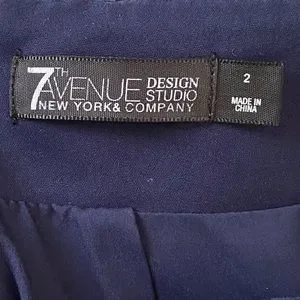 7TH AVENUE DESIGN STUDIO
NEW YORK & COMPANY
2
MADE IN
CHINA